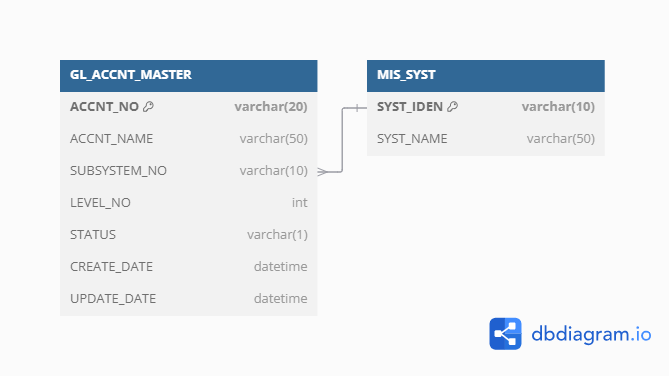 GL_ACCNT_MASTER
ACCNT_NO varchar(20)
ACCNT_NAME varchar(50)
SUBSYSTEM_NO varchar(10)
LEVEL_NO int
STATUS varchar(1)
CREATE_DATE datetime
UPDATE_DATE datetime
MIS_SYST
SYST_IDEN varchar(10)
SYST_NAME varchar(50)
dbdiagram.io